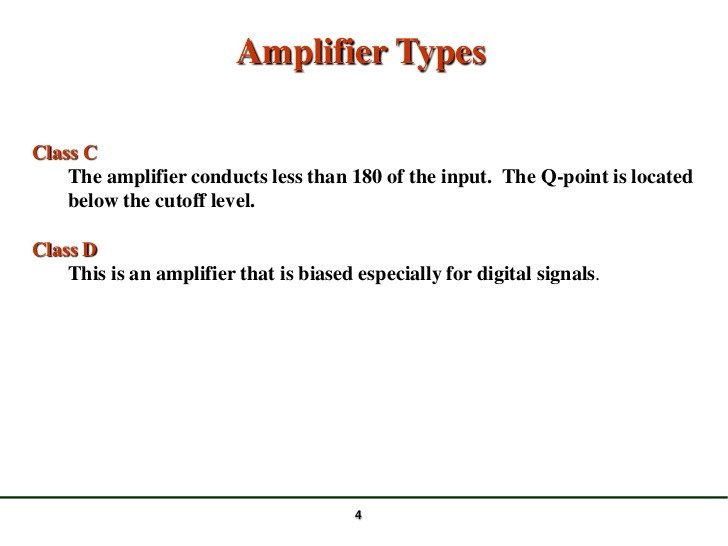 Amplifier Types
Class C
The amplifier conducts less than 180 of the input.  The Q-point is located
below the cutoff level.
Class D
This is an amplifier that is biased especially for digital signals.
4